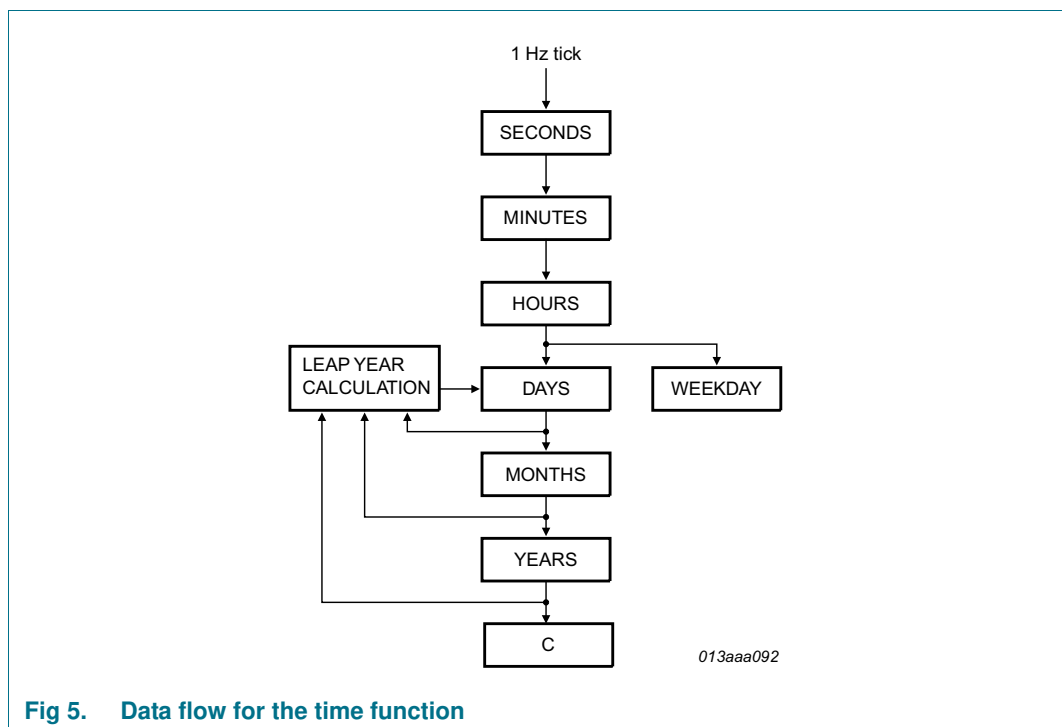 1 Hz tick
SECONDS
MINUTES
HOURS
LEAP YEAR
CALCULATION
DAYS
WEEKDAY
MONTHS
YEARS
C
013aaa092
Fig 5. Data flow for the time function